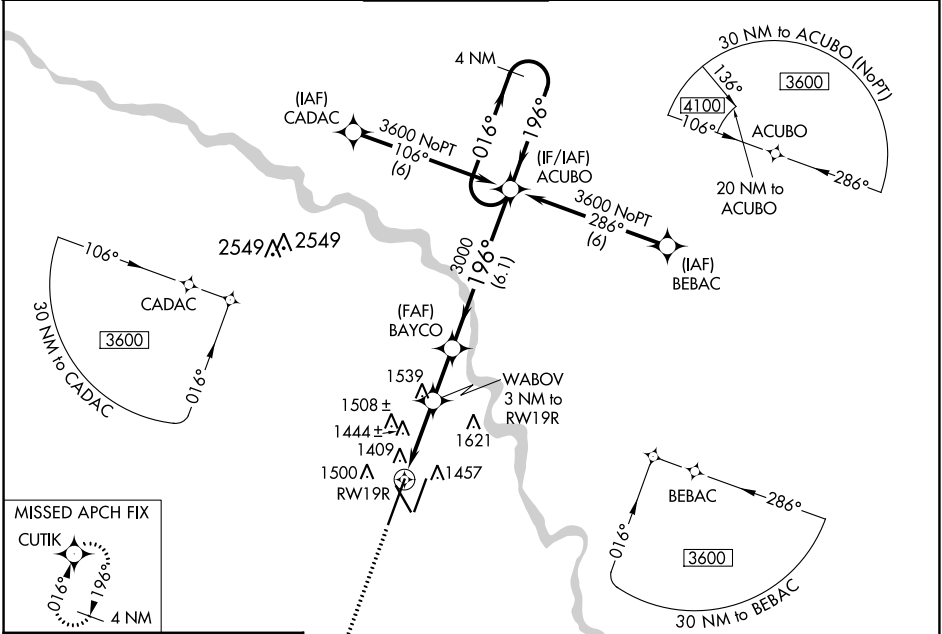 4 NM
(IAF)
CADAC
3600 NoPT
106°
(6)
016°
196°
(IF/IAF)
ACUBO
3600 NoPT
286°
(6)
(IAF)
BEBAC
30 NM to ACUBO (NoPT)
136°
4100
3600
106°
ACUBO
286°
20 NM to
ACUBO
2549
2549
3000
196°
(6.1)
106°
CADAC
3600
016°
30 NM to CADAC
(FAF)
BAYCO
WABOV
3 NM to
RW19R
1539
1508 ±
1444 ±
1409
1621
1500
1457
RW19R
BEBAC
286°
016°
3600
30 NM to BEBAC
MISSED APCH FIX
CUTIK
016°
196°
4 NM